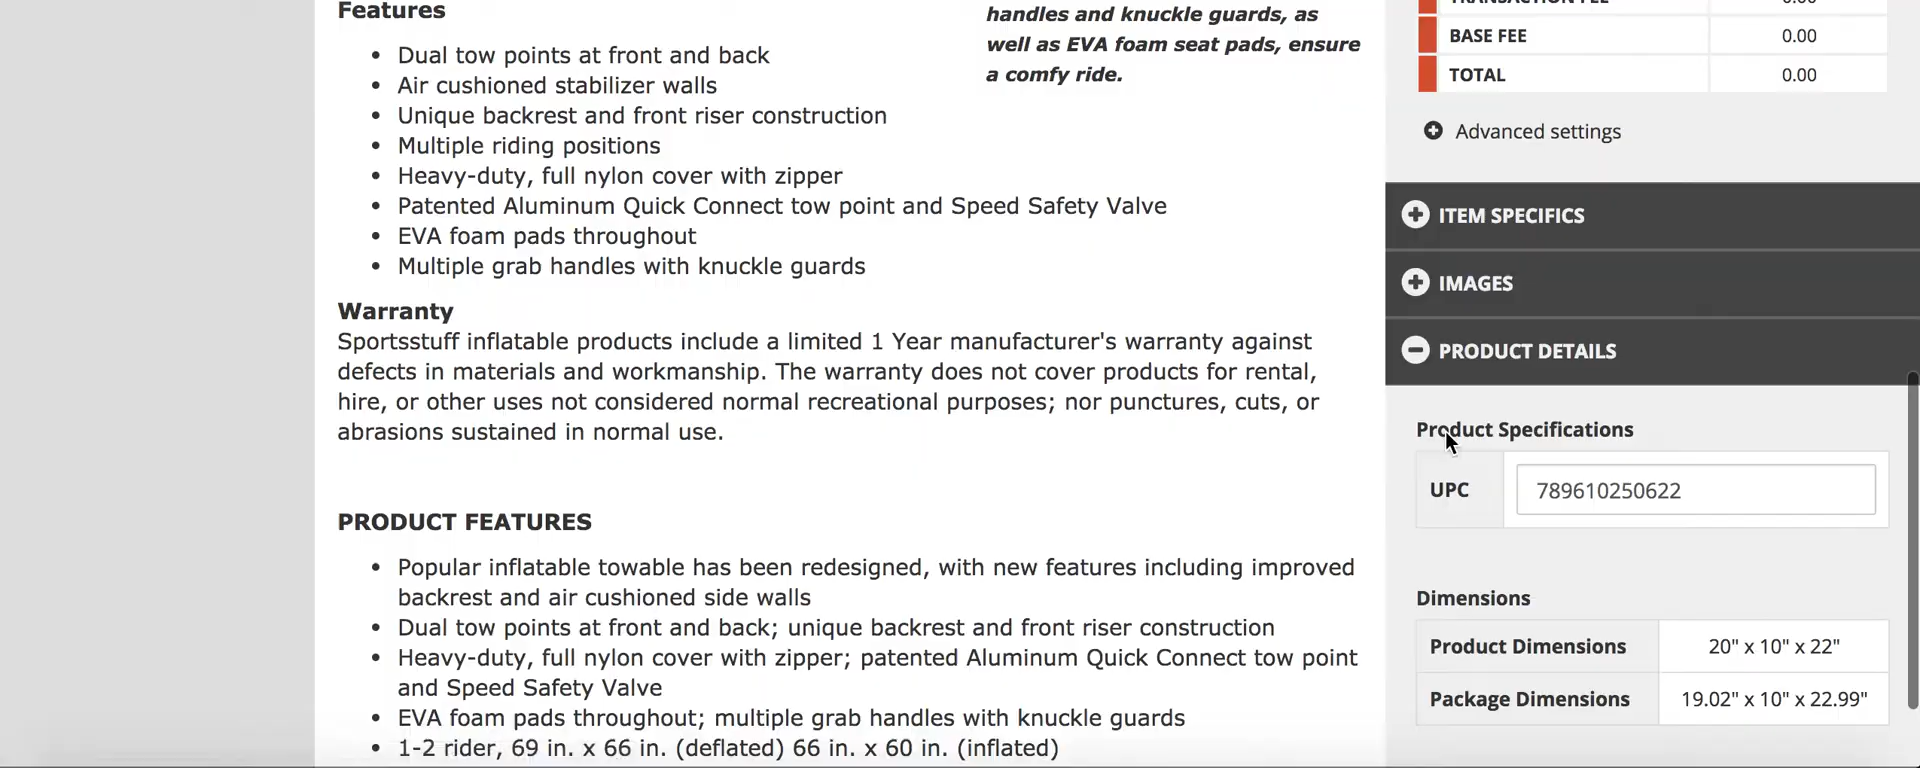 Features
• Dual tow points at front and back
• Air cushioned stabilizer walls
• Unique backrest and front riser construction
• Multiple riding positions
• Heavy-duty, full nylon cover with zipper
• Patented Aluminum Quick Connect tow point and Speed Safety Valve
• EVA foam pads throughout
• Multiple grab handles with knuckle guards
handles and knuckle guards, as
well as EVA foam seat pads, ensure
a comfy ride.
Warranty
Sportsstuff inflatable products include a limited 1 Year manufacturer's warranty against
defects in materials and workmanship. The warranty does not cover products for rental,
hire, or other uses not considered normal recreational purposes; nor punctures, cuts, or
abrasions sustained in normal use.
PRODUCT FEATURES
• Popular inflatable towable has been redesigned, with new features including improved
backrest and air cushioned side walls
• Dual tow points at front and back; unique backrest and front riser construction
• Heavy-duty, full nylon cover with zipper; patented Aluminum Quick Connect tow point
and Speed Safety Valve
• EVA foam pads throughout; multiple grab handles with knuckle guards
• 1-2 rider, 69 in. x 66 in. (deflated) 66 in. x 60 in. (inflated)
TRANSACTION FEE 0.00
BASE FEE 0.00
TOTAL 0.00
Advanced settings
ITEM SPECIFICS
IMAGES
PRODUCT DETAILS
Product Specifications
UPC 789610250622
Dimensions
Product Dimensions 20" x 10" x 22"
Package Dimensions 19.02" x 10" x 22.99"